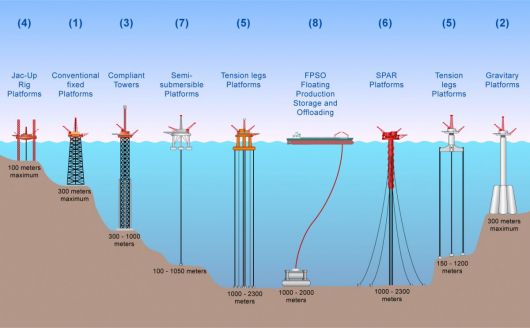 (4)
Jac-Up
Rig
Platforms
100 meters
maximum
(1)
Conventional
fixed
Platforms
300 meters
maximum
(3)
Compliant
Towers
300 - 1000
meters
(7)
Semi-
submersible
Platforms
100 - 1050 meters
(5)
Tension legs
Platforms
1000 - 2300
meters
(8)
FPSO
Floating
Production
Storage and
Offloading
1000 - 2000
meters
(6)
SPAR
Platforms
1000 - 2300
meters
(5)
Tension
legs
Platforms
150 - 1200
meters
(2)
Gravitary
Platforms
300 meters
maximum